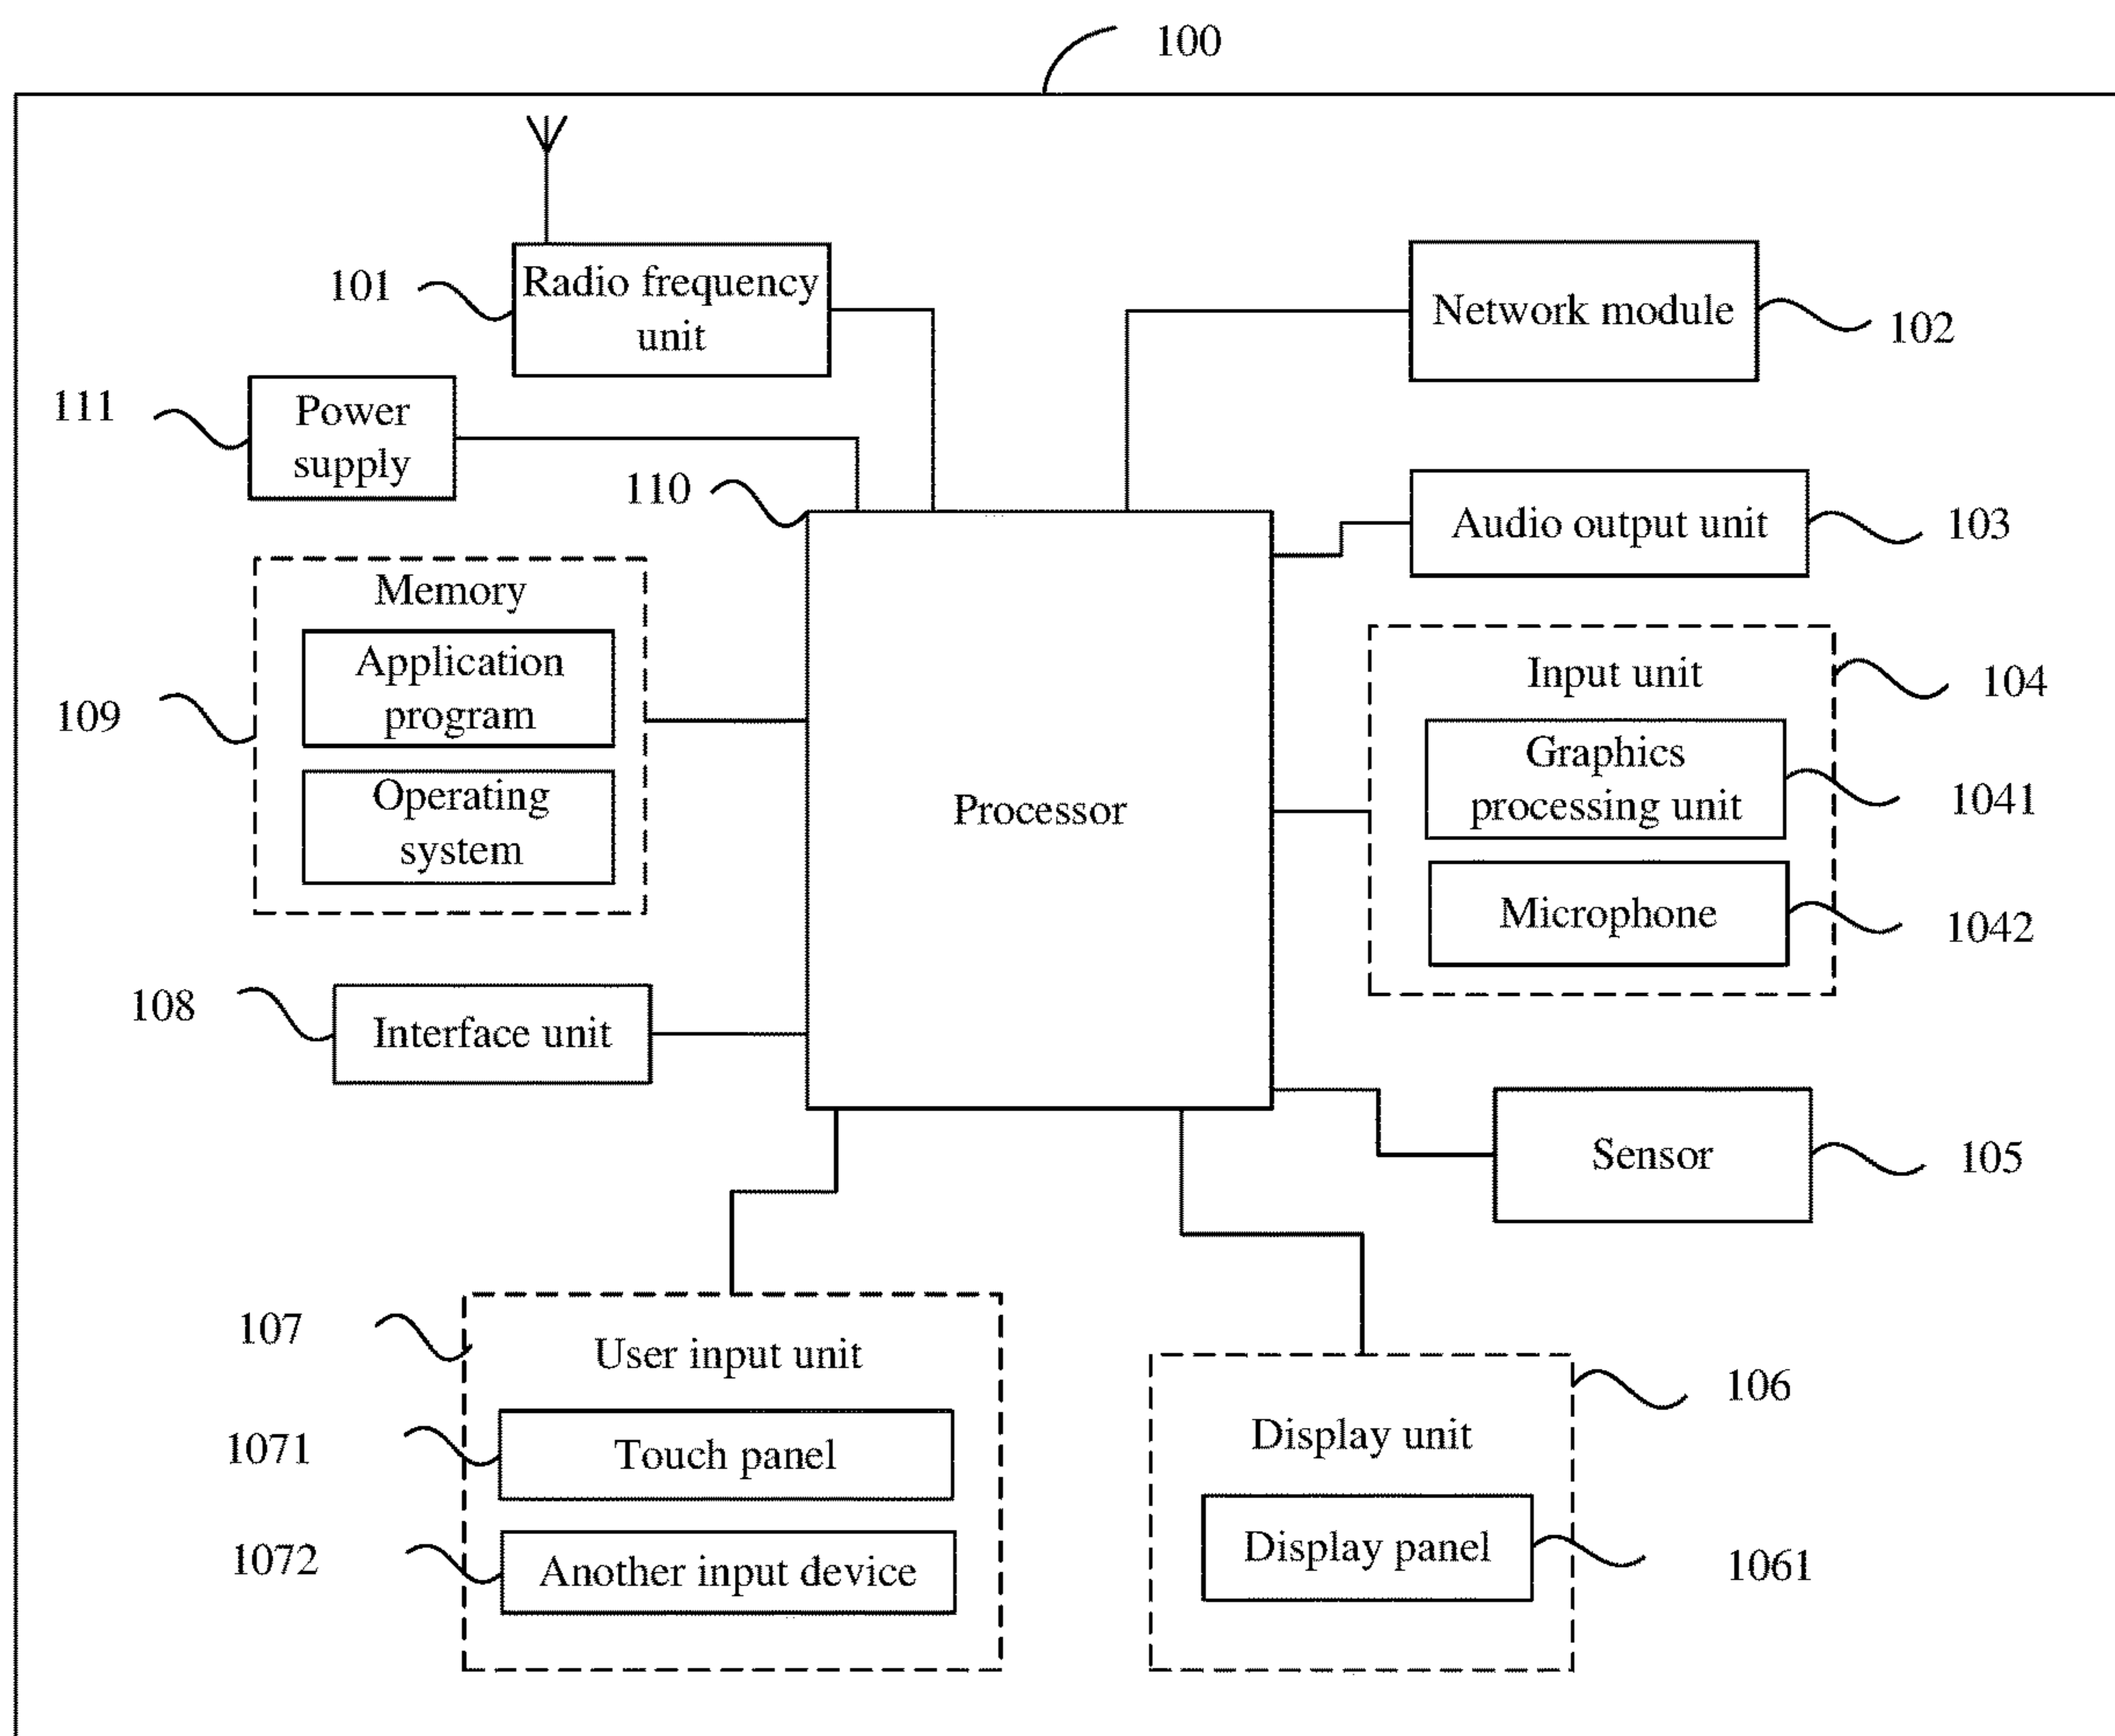 100
101
Radio frequency
unit
Network module
102
111
Power
supply
110
Audio output unit
103
Memory
Application
program
Operating
system
109
Processor
Input unit
104
Graphics
processing unit
1041
Microphone
1042
108
Interface unit
Sensor
105
107
User input unit
1071
Touch panel
1072
Another input device
106
Display unit
Display panel
1061